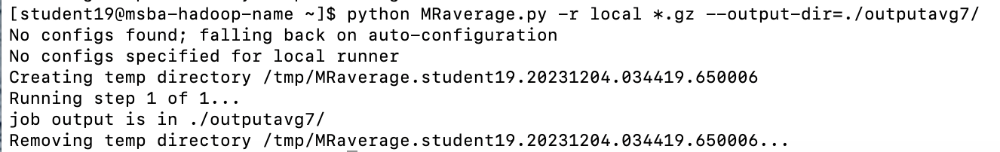 [student19@msba-hadoop-name ~]$ python MRaverage.py -r local *.gz --output-dir=./outputavg7/
No configs found; falling back on auto-configuration
No configs specified for local runner
Creating temp directory /tmp/MRaverage.student19.20231204.034419.650006
Running step 1 of 1...
job output is in ./outputavg7/
Removing temp directory /tmp/MRaverage.student19.20231204.034419.650006...